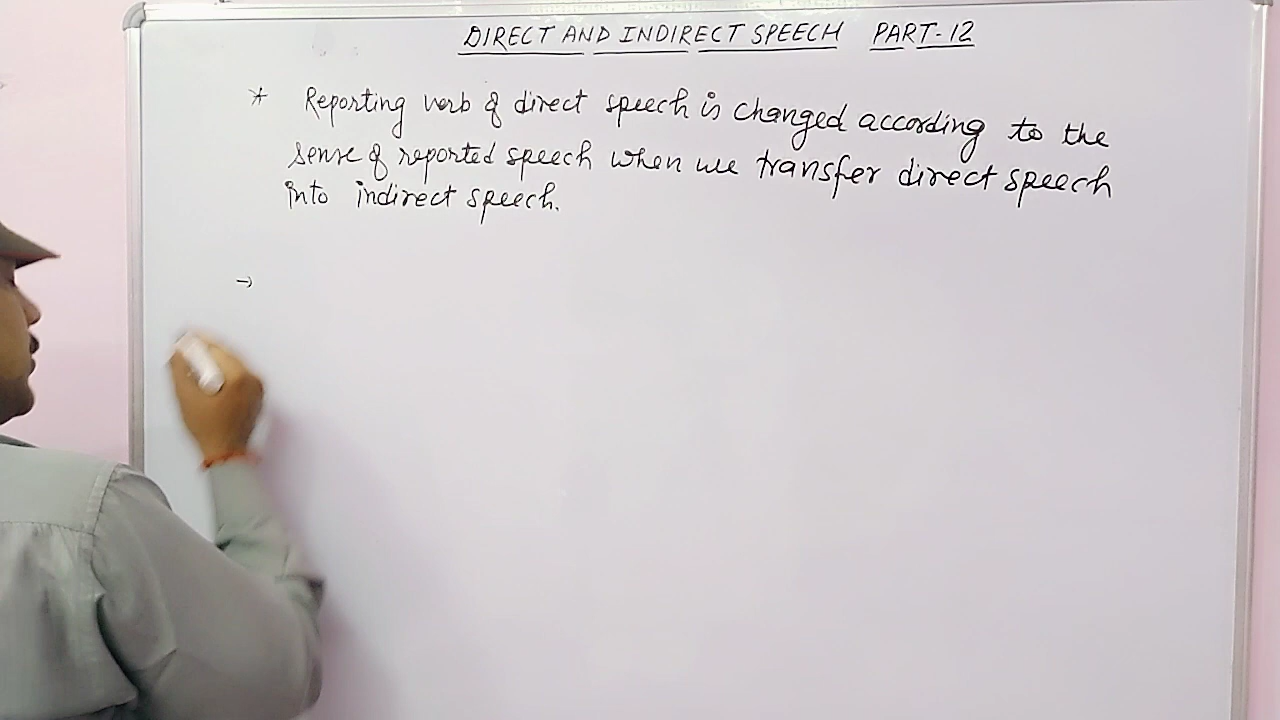 DIRECT AND INDIRECT SPEECH PART-12
* Reporting verb of direct speech is changed according to the
sense of reported speech when we transfer direct speech
into indirect speech.
→